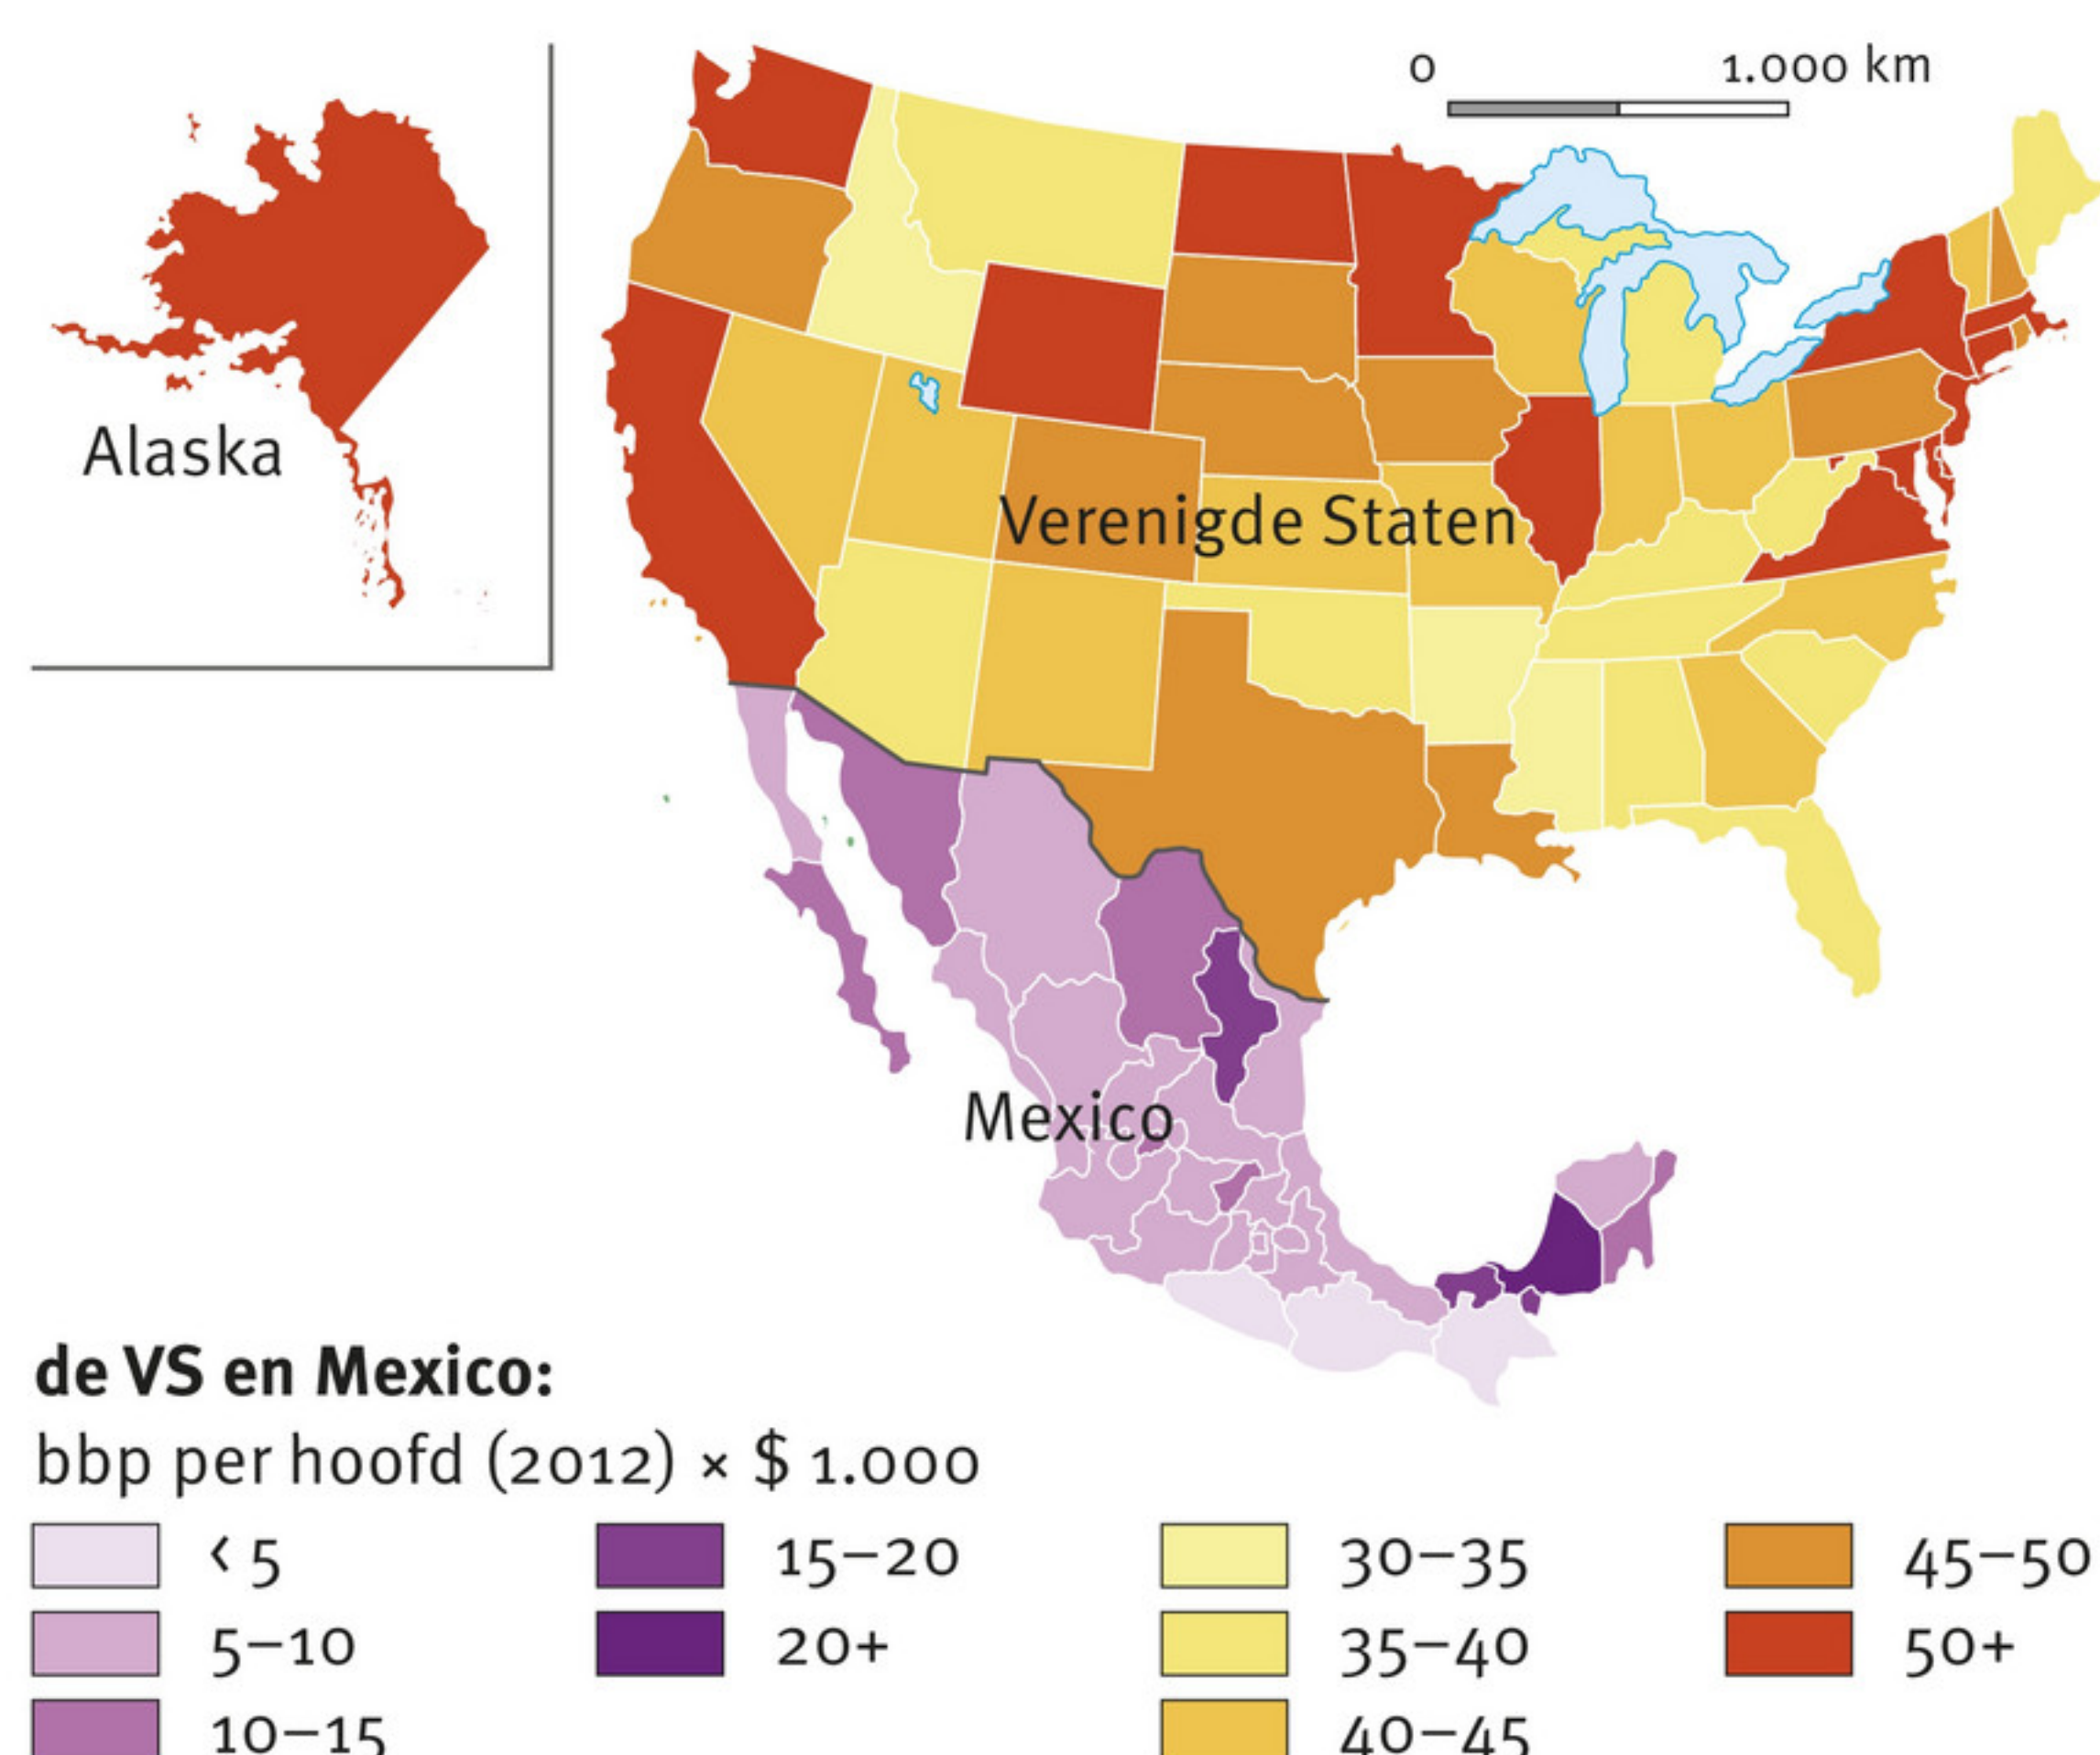 0 1.000 km
Alaska
Verenigde Staten
Mexico
de VS en Mexico:
bbp per hoofd (2012) × $ 1.000
< 5
5–10
10–15
15–20
20+
30–35
35–40
40–45
45–50
50+